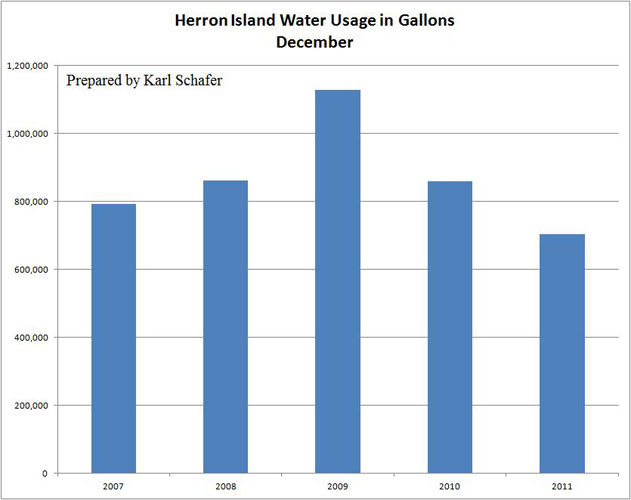 Herron Island Water Usage in Gallons
December
1,200,000
Prepared by Karl Schafer
1,000,000
800,000
600,000
400,000
200,000
0
2007 2008 2009 2010 2011